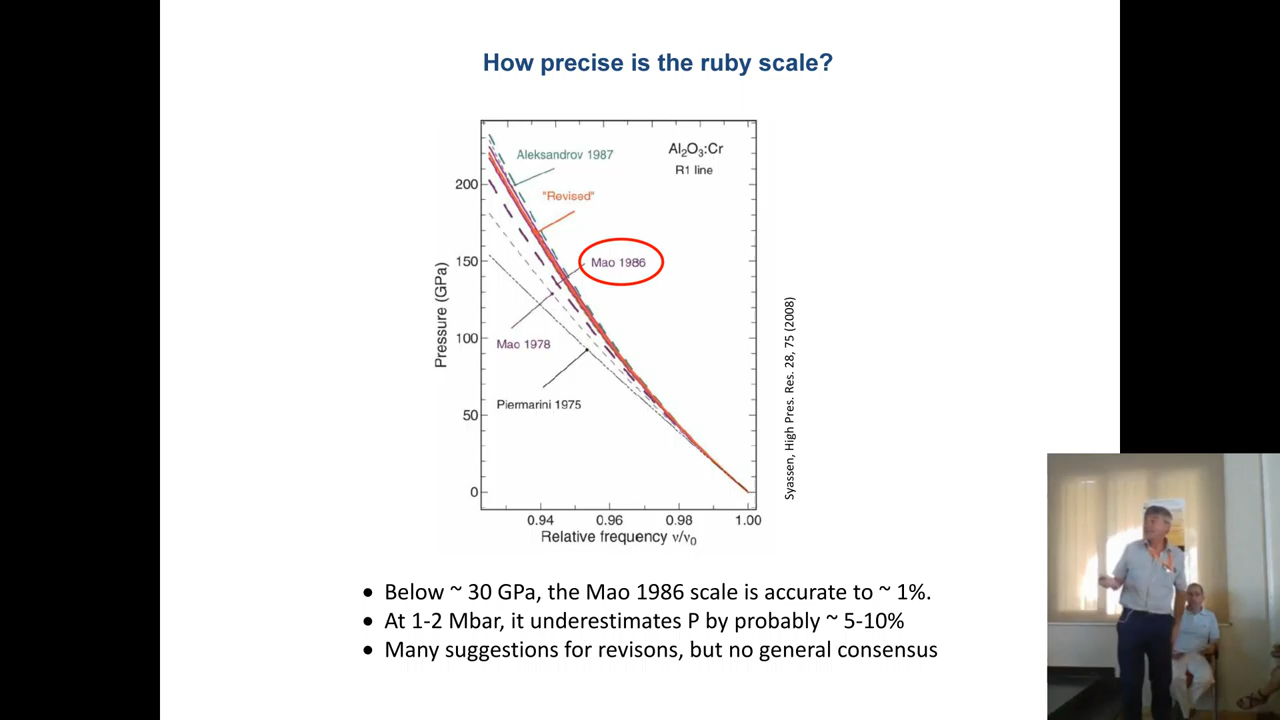 How precise is the ruby scale?
Aleksandrov 1987
Al₂O₃:Cr
R1 line
"Revised"
Mao 1986
Mao 1978
Piermarini 1975
Pressure (GPa)
200
150
100
50
0
0.94 0.96 0.98 1.00
Relative frequency ν/ν₀
Syassen, High Pres. Res. 28, 75 (2008)
• Below ~ 30 GPa, the Mao 1986 scale is accurate to ~ 1%.
• At 1-2 Mbar, it underestimates P by probably ~ 5-10%
• Many suggestions for revisons, but no general consensus